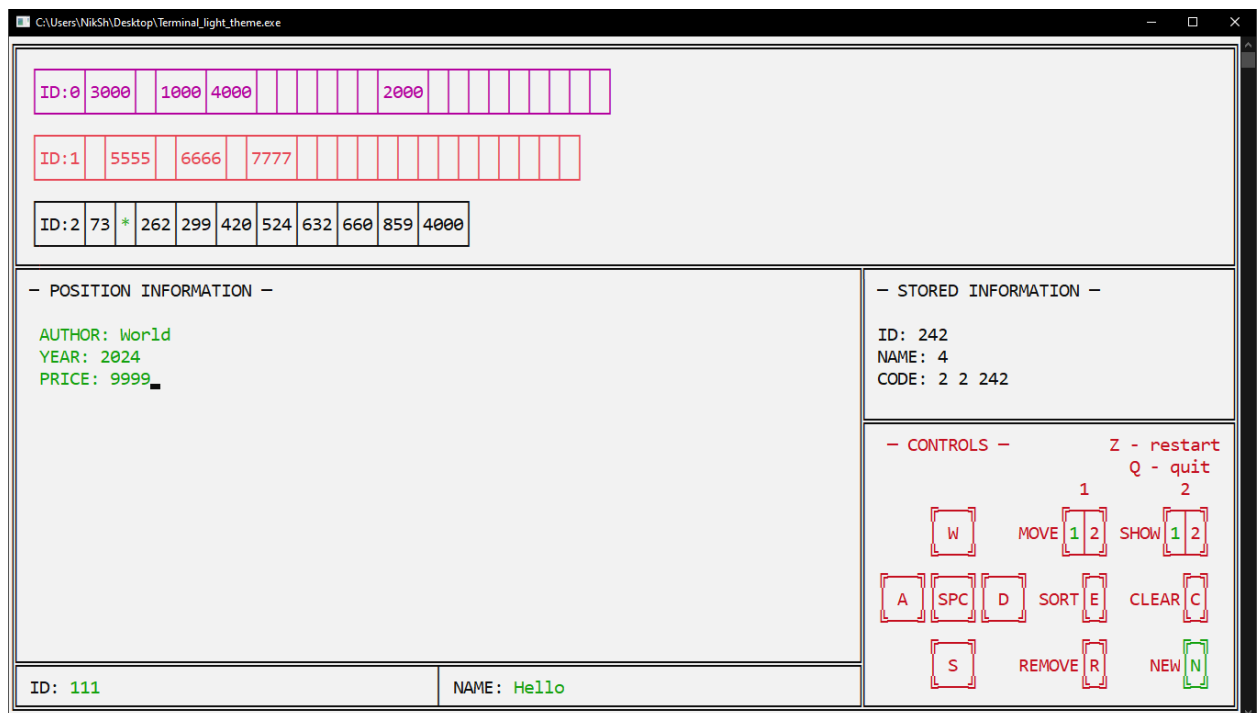 C:\Users\NikSh\Desktop\Terminal_light_theme.exe
ID:0 3000 1000 4000 2000
ID:1 5555 6666 7777
ID:2 73 * 262 299 420 524 632 660 859 4000
— POSITION INFORMATION —
AUTHOR: World
YEAR: 2024
PRICE: 9999
— STORED INFORMATION —
ID: 242
NAME: 4
CODE: 2 2 242
— CONTROLS — Z - restart
Q - quit
1 2
W MOVE 1 2 SHOW 1 2
A SPC D SORT E CLEAR C
S REMOVE R NEW N
ID: 111 NAME: Hello